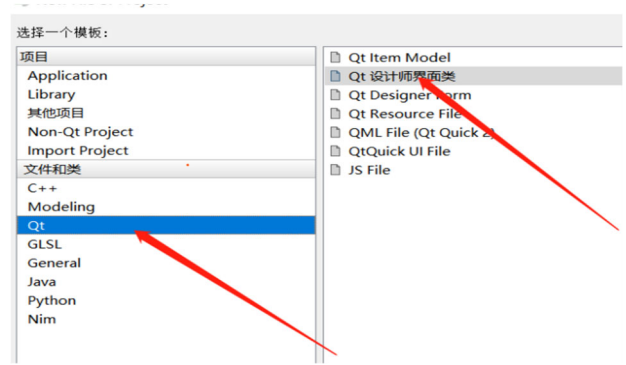 选择一个模板：
项目
Application
Library
其他项目
Non-Qt Project
Import Project
文件和类
C++
Modeling
Qt
GLSL
General
Java
Python
Nim
Qt Item Model
Qt 设计师界面类
Qt Designer Form
Qt Resource File
QML File (Qt Quick 2)
QtQuick UI File
JS File